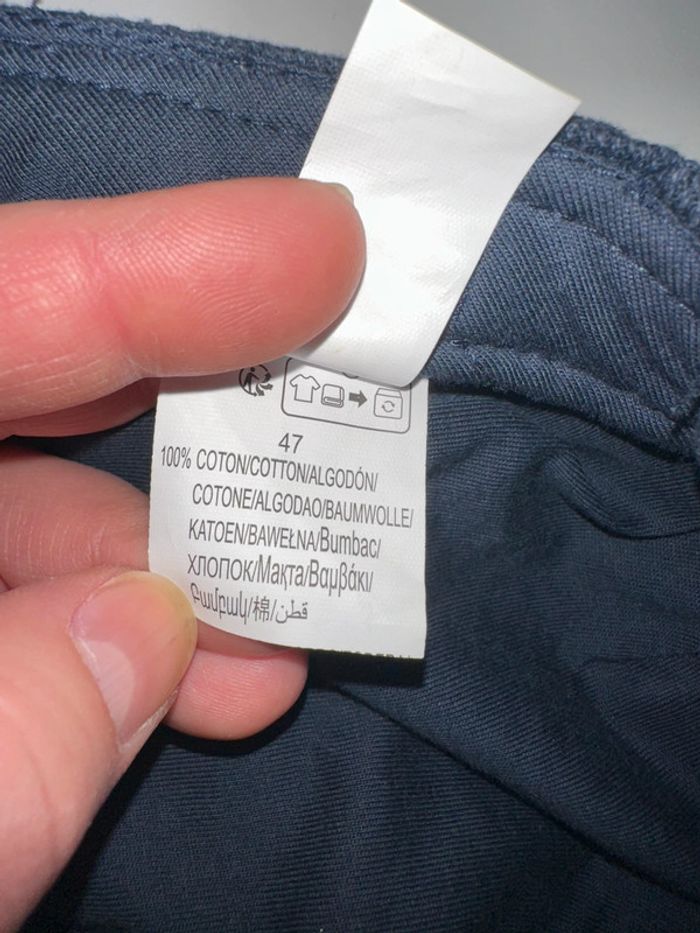 47
100% COTON/COTTON/ALGODÓN/
COTONE/ALGODAO/BAUMWOLLE/
KATOEN/BAWEŁNA/Bumbac/
ХЛОПОК/Мақта/Βαμβάκι/
Բամբակ/棉/قطن